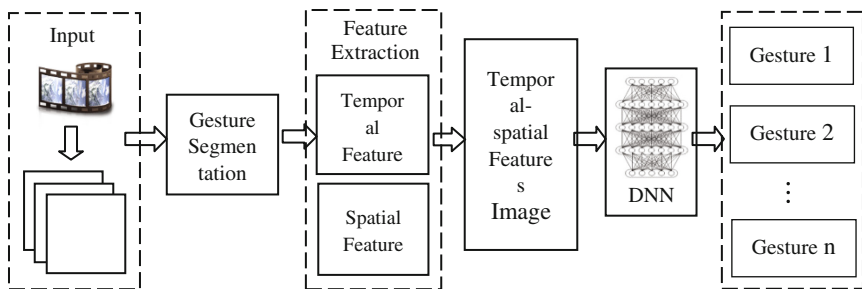 Input
Gesture
Segmen
tation
Feature
Extraction
Tempor
al
Feature
Spatial
Feature
Tempor
al-
spatial
Feature
s
Image
DNN
Gesture 1
Gesture 2
⋮
Gesture n